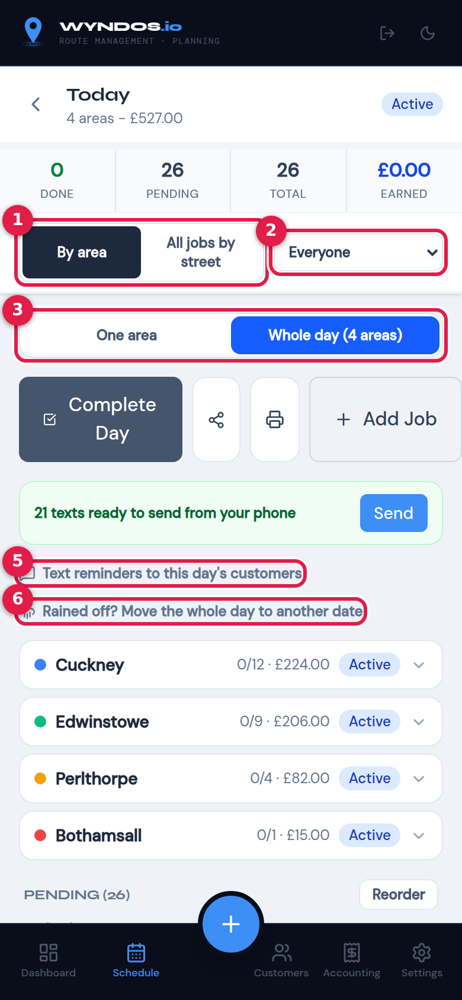 WYNDOS.io
ROUTE MANAGEMENT · PLANNING
Today
4 areas - £527.00
Active
0
DONE
26
PENDING
26
TOTAL
£0.00
EARNED
1
By area
All jobs by
street
2
Everyone
3
One area
Whole day (4 areas)
Complete
Day
Add Job
21 texts ready to send from your phone
Send
5
Text reminders to this day's customers
6
Rained off? Move the whole day to another date
Cuckney
0/12 · £224.00
Active
Edwinstowe
0/9 · £206.00
Active
Perlthorpe
0/4 · £82.00
Active
Bothamsall
0/1 · £15.00
Active
PENDING (26)
Reorder
Dashboard
Schedule
Customers
Accounting
Settings